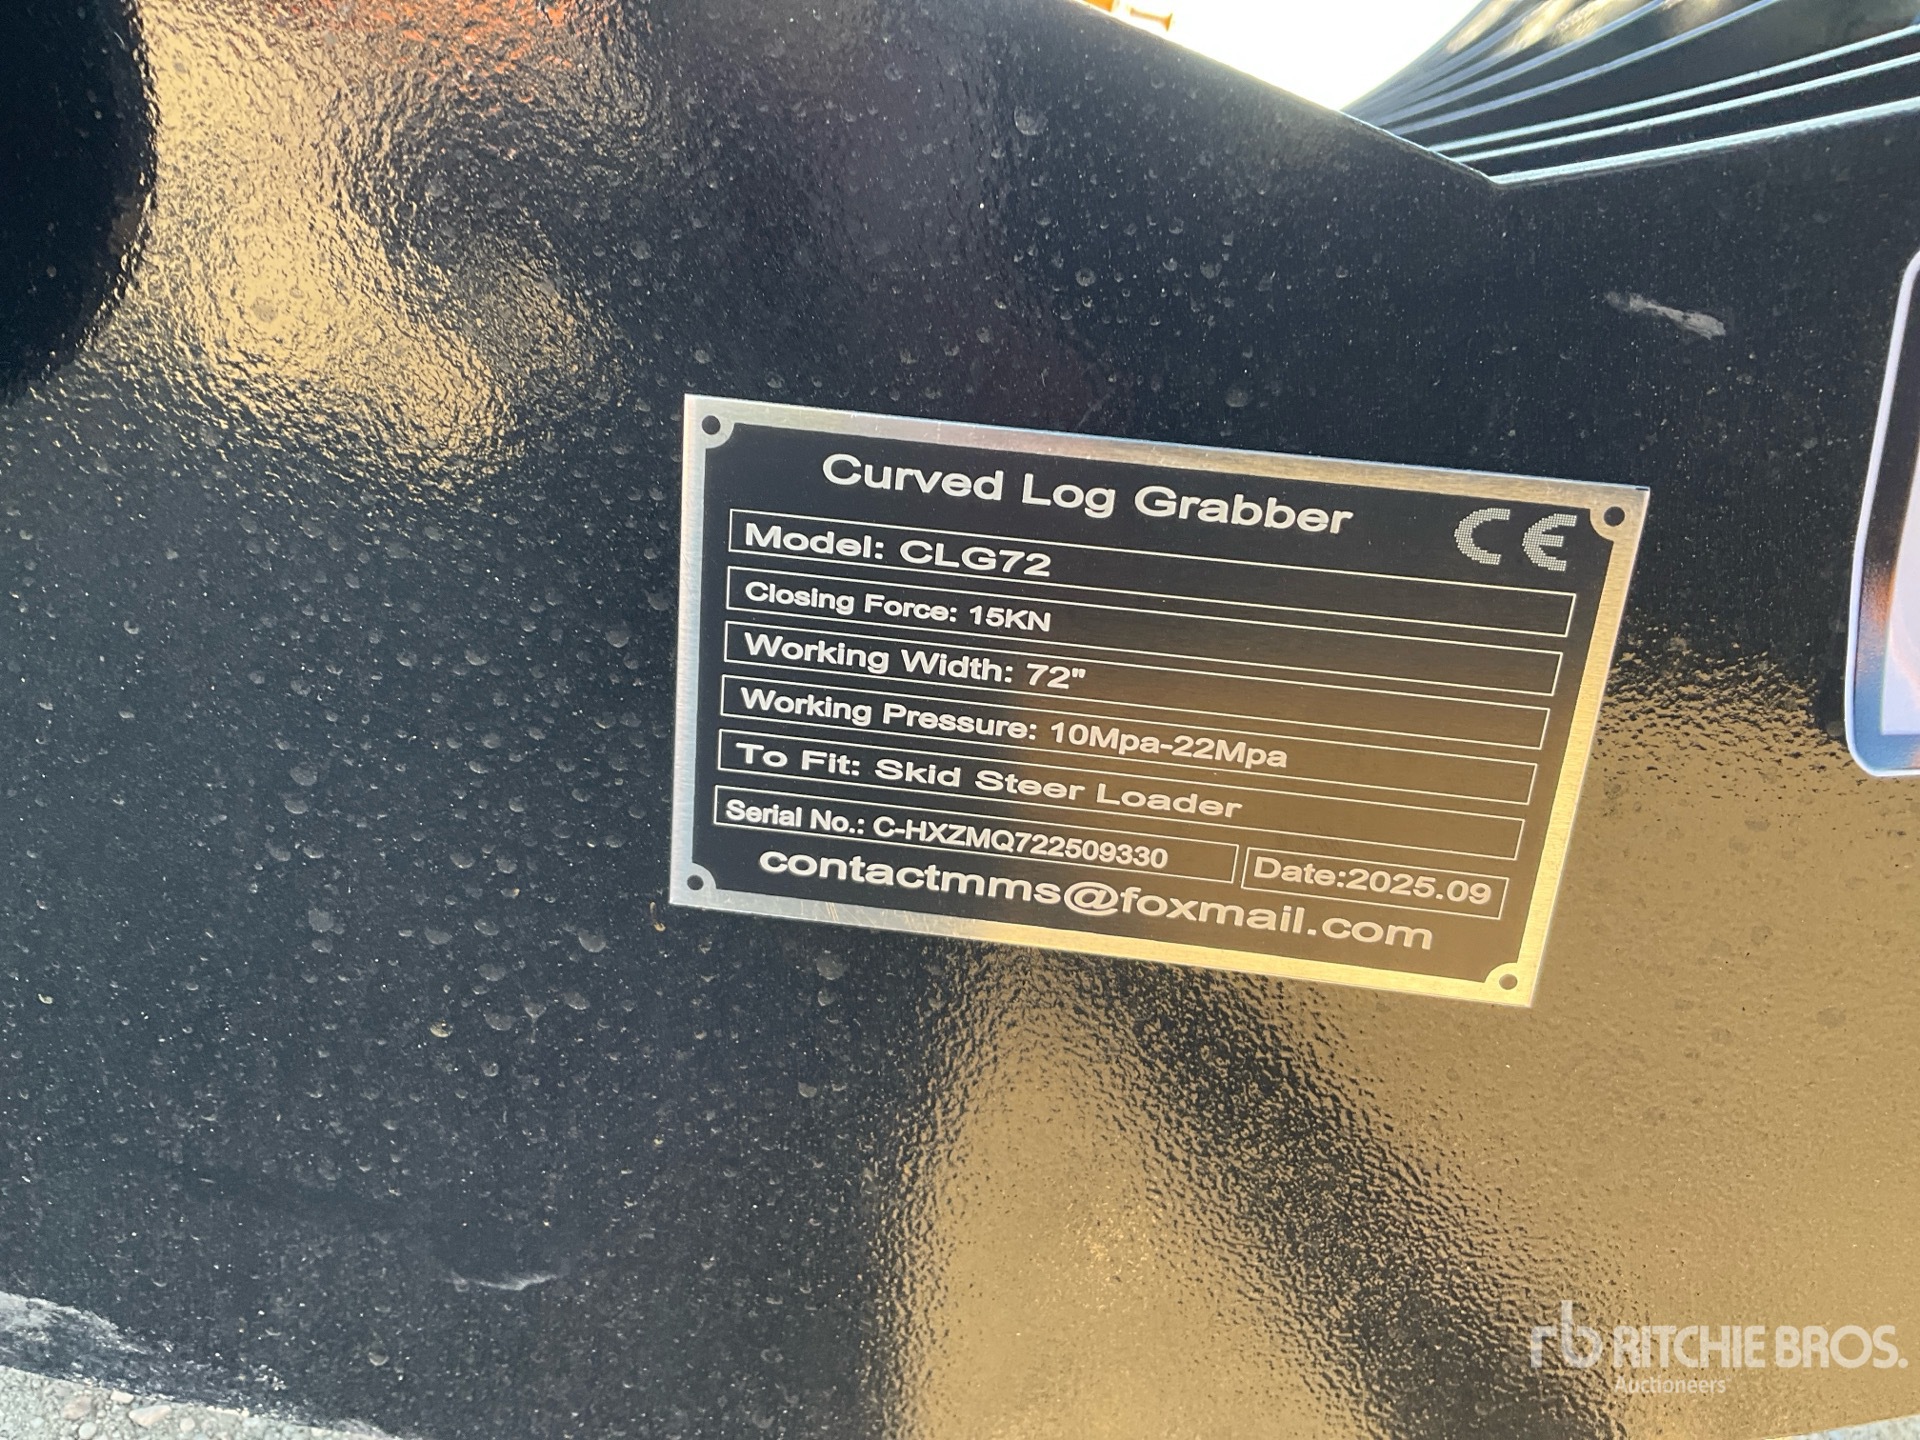 Curved Log Grabber
CE
Model: CLG72
Closing Force: 15KN
Working Width: 72"
Working Pressure: 10Mpa-22Mpa
To Fit: Skid Steer Loader
Serial No.: C-HXZMQ722509330
Date:2025.09
contactmms@foxmail.com
rb RITCHIE BROS.
Auctioneers